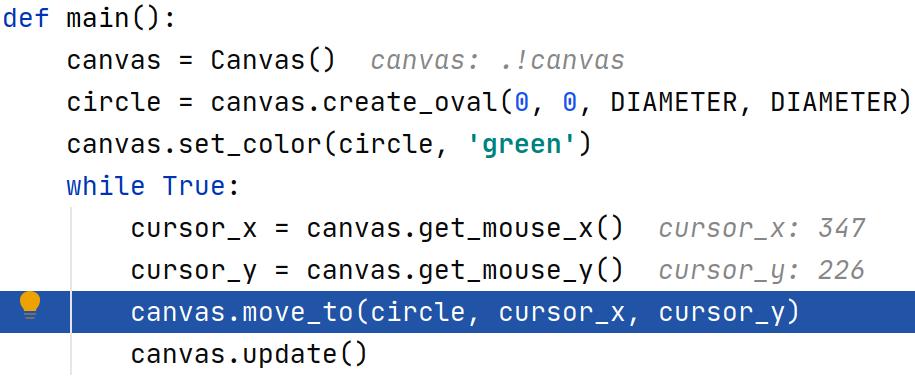 def main():
    canvas = Canvas()  canvas: .!canvas
    circle = canvas.create_oval(0, 0, DIAMETER, DIAMETER)
    canvas.set_color(circle, 'green')
    while True:
        cursor_x = canvas.get_mouse_x()  cursor_x: 347
        cursor_y = canvas.get_mouse_y()  cursor_y: 226
        canvas.move_to(circle, cursor_x, cursor_y)
        canvas.update()